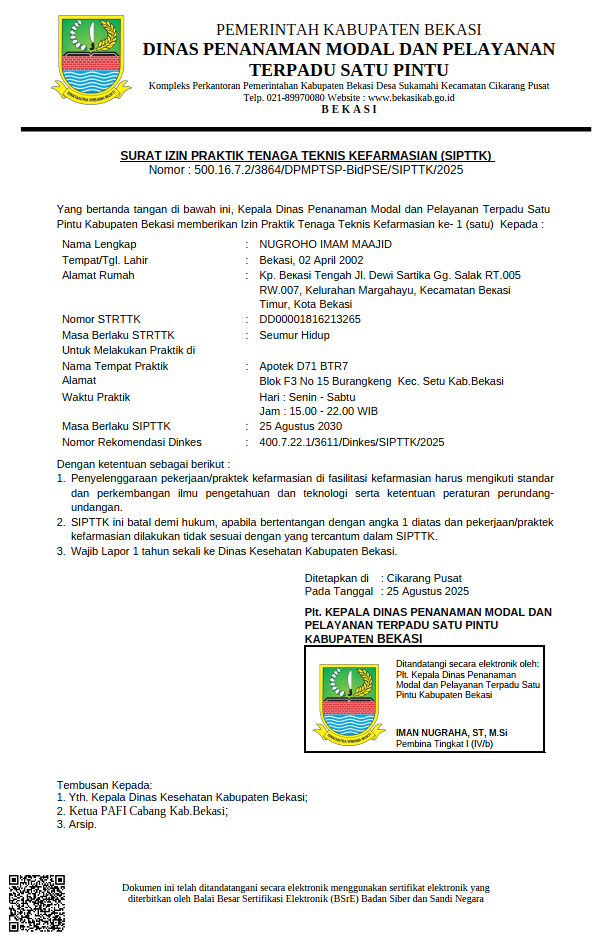 PEMERINTAH KABUPATEN BEKASI
DINAS PENANAMAN MODAL DAN PELAYANAN
TERPADU SATU PINTU
Kompleks Perkantoran Pemerintahan Kabupaten Bekasi Desa Sukamahi Kecamatan Cikarang Pusat
Telp. 021-89970080 Website : www.bekasikab.go.id
B E K A S I
SURAT IZIN PRAKTIK TENAGA TEKNIS KEFARMASIAN (SIPTTK)
Nomor : 500.16.7.2/3864/DPMPTSP-BidPSE/SIPTTK/2025
Yang bertanda tangan di bawah ini, Kepala Dinas Penanaman Modal dan Pelayanan Terpadu Satu
Pintu Kabupaten Bekasi memberikan Izin Praktik Tenaga Teknis Kefarmasian ke- 1 (satu) Kepada :
Nama Lengkap : NUGROHO IMAM MAAJID
Tempat/Tgl. Lahir : Bekasi, 02 April 2002
Alamat Rumah : Kp. Bekasi Tengah Jl. Dewi Sartika Gg. Salak RT.005
RW.007, Kelurahan Margahayu, Kecamatan Bekasi
Timur, Kota Bekasi
Nomor STRTTK : DD00001816213265
Masa Berlaku STRTTK : Seumur Hidup
Untuk Melakukan Praktik di
Nama Tempat Praktik : Apotek D71 BTR7
Alamat : Blok F3 No 15 Burangkeng Kec. Setu Kab.Bekasi
Waktu Praktik : Hari : Senin - Sabtu
Jam : 15.00 - 22.00 WIB
Masa Berlaku SIPTTK : 25 Agustus 2030
Nomor Rekomendasi Dinkes : 400.7.22.1/3611/Dinkes/SIPTTK/2025
Dengan ketentuan sebagai berikut :
1. Penyelenggaraan pekerjaan/praktek kefarmasian di fasilitasi kefarmasian harus mengikuti standar
dan perkembangan ilmu pengetahuan dan teknologi serta ketentuan peraturan perundang-
undangan.
2. SIPTTK ini batal demi hukum, apabila bertentangan dengan angka 1 diatas dan pekerjaan/praktek
kefarmasian dilakukan tidak sesuai dengan yang tercantum dalam SIPTTK.
3. Wajib Lapor 1 tahun sekali ke Dinas Kesehatan Kabupaten Bekasi.
Ditetapkan di : Cikarang Pusat
Pada Tanggal : 25 Agustus 2025
Plt. KEPALA DINAS PENANAMAN MODAL DAN
PELAYANAN TERPADU SATU PINTU
KABUPATEN BEKASI
Ditandatangi secara elektronik oleh:
Plt. Kepala Dinas Penanaman
Modal dan Pelayanan Terpadu Satu
Pintu Kabupaten Bekasi
IMAN NUGRAHA, ST, M.Si
Pembina Tingkat I (IV/b)
Tembusan Kepada:
1. Yth. Kepala Dinas Kesehatan Kabupaten Bekasi;
2. Ketua PAFI Cabang Kab.Bekasi;
3. Arsip.
Dokumen ini telah ditandatangani secara elektronik menggunakan sertifikat elektronik yang
diterbitkan oleh Balai Besar Sertifikasi Elektronik (BSrE) Badan Siber dan Sandi Negara